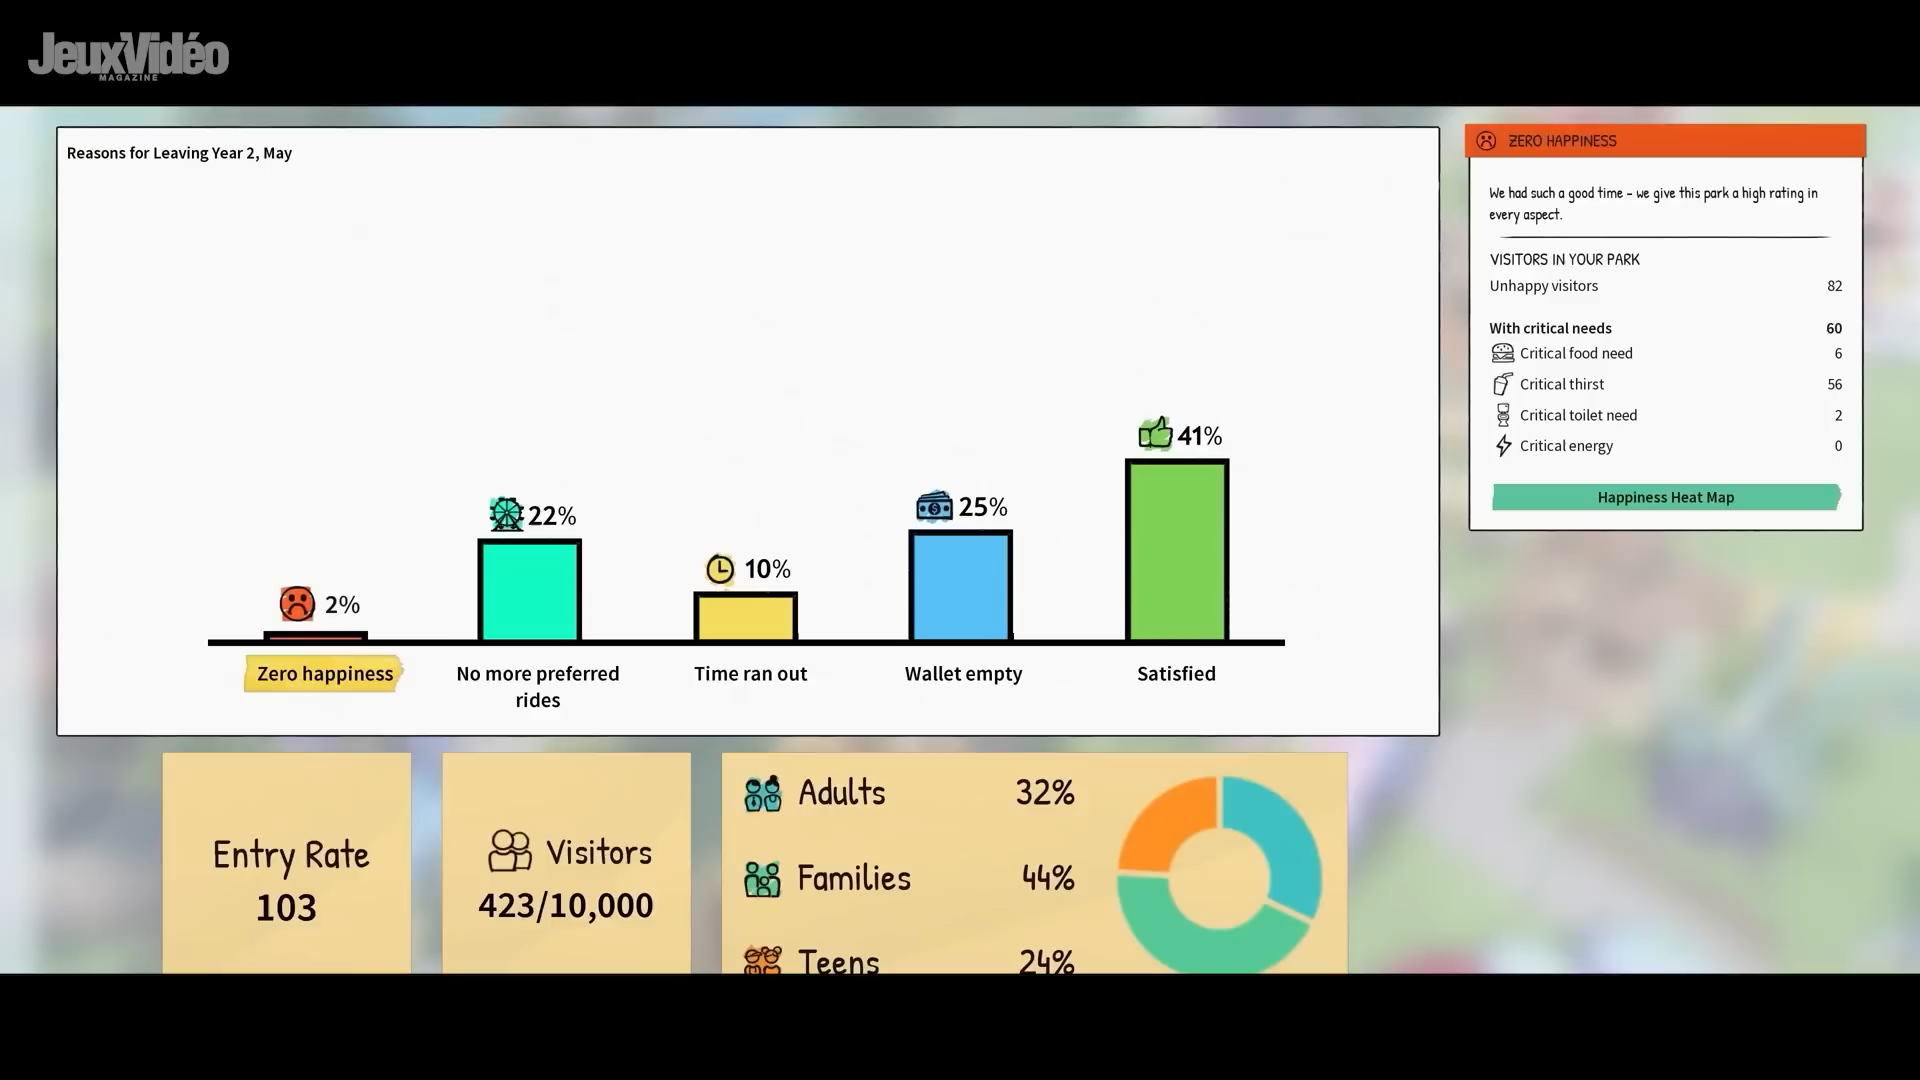 JeuxVidéo
MAGAZINE
Reasons for Leaving Year 2, May
2%
22%
10%
25%
41%
Zero happiness
No more preferred
rides
Time ran out
Wallet empty
Satisfied
ZERO HAPPINESS
We had such a good time - we give this park a high rating in
every aspect.
VISITORS IN YOUR PARK
Unhappy visitors 82
With critical needs 60
Critical food need 6
Critical thirst 56
Critical toilet need 2
Critical energy 0
Happiness Heat Map
Entry Rate
103
Visitors
423/10,000
Adults 32%
Families 44%
Teens 24%